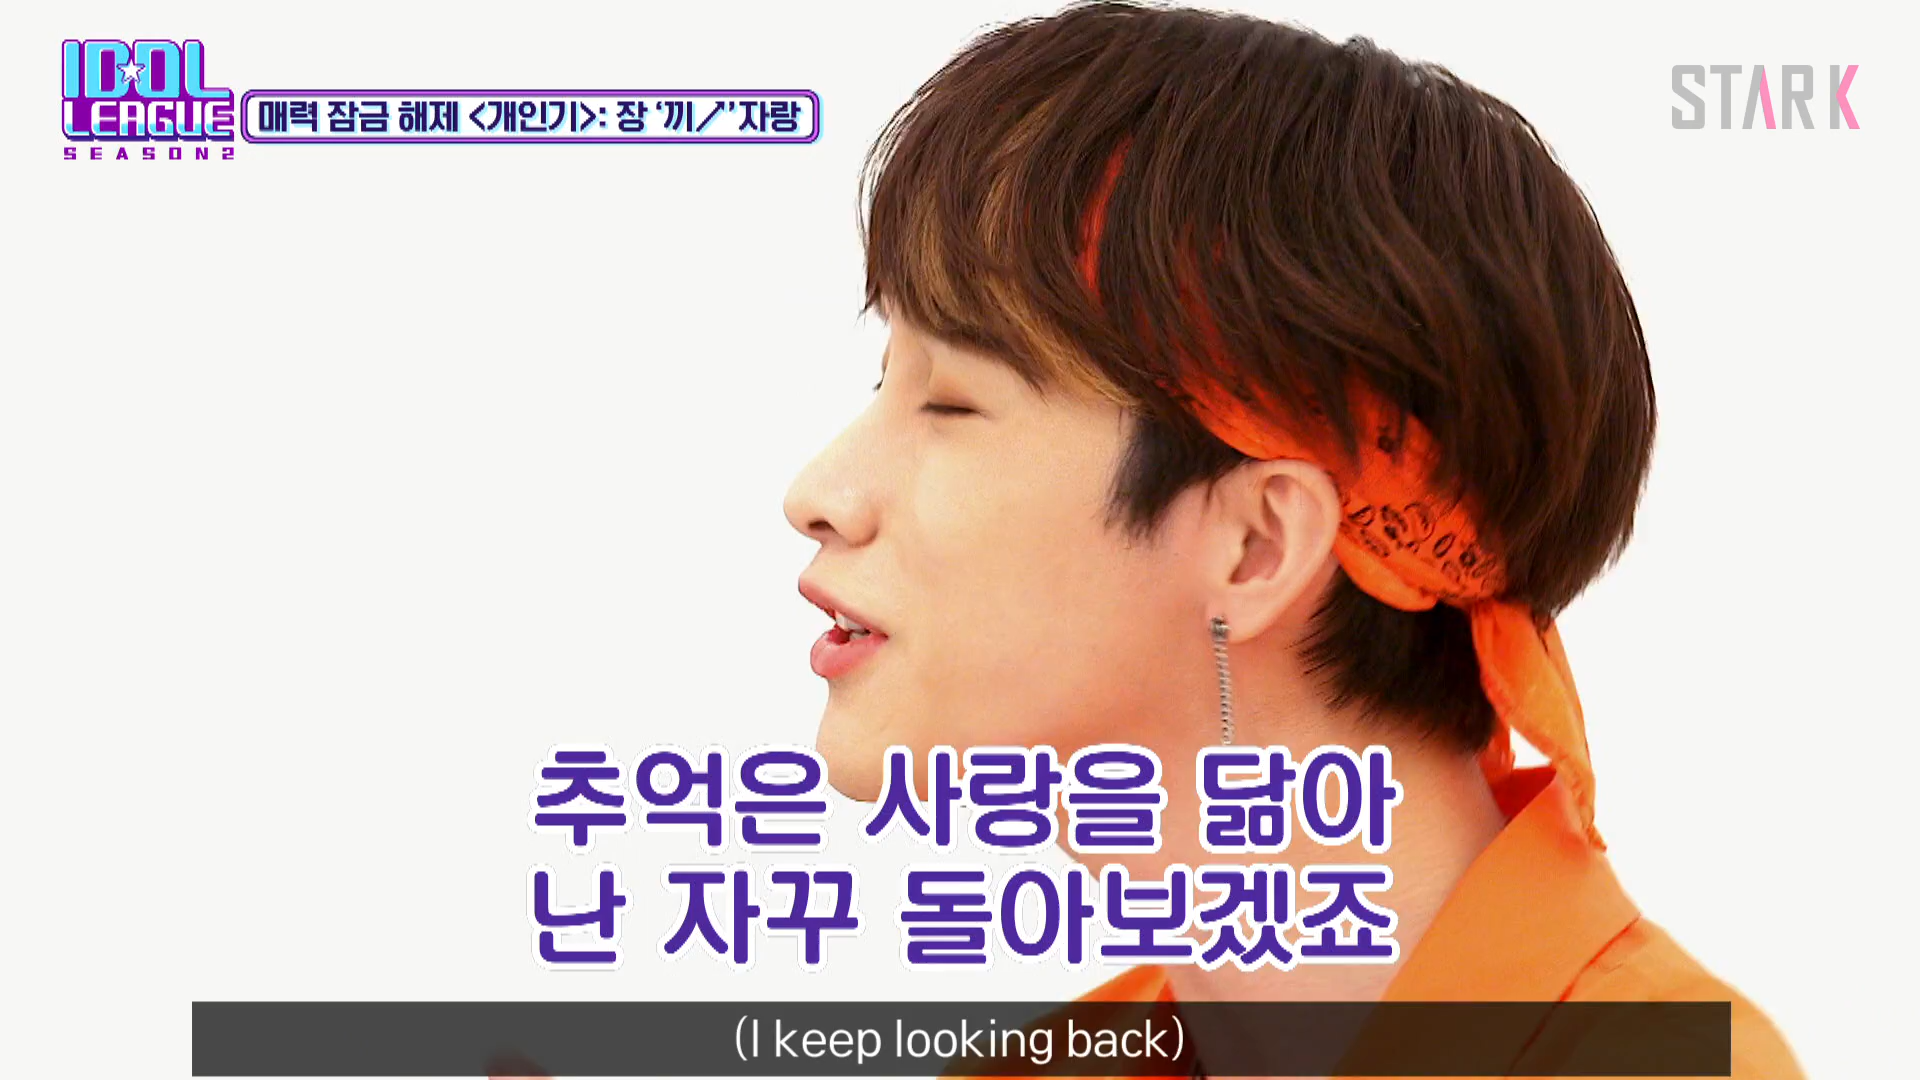 IDOL
LEAGUE
SEASON2
매력 잠금 해제 <개인기>: 장 ‘끼↗’ 자랑
STARK
추억은 사랑을 닮아
난 자꾸 돌아보겠죠
(I keep looking back)